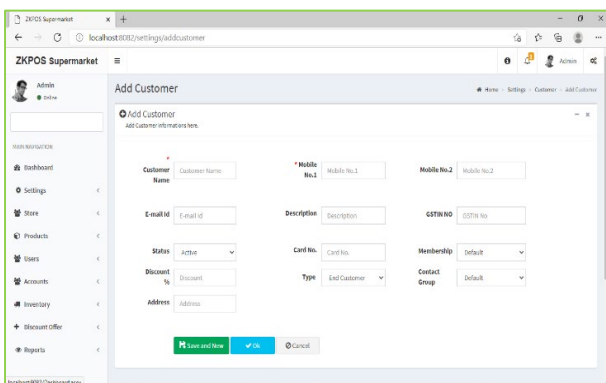 ZKPOS Supermarket
localhost:8082/settings/addcustomer
ZKPOS Supermarket
Admin
Admin
Online
Add Customer
Home - Settings - Customer - Add Customer
Add Customer
Add Customer informations here.
MAIN NAVIGATION
Dashboard
Settings
Store
Products
Users
Accounts
Inventory
Discount Offer
Reports
* Customer Name Customer Name
* Mobile No.1 Mobile No.1
Mobile No.2 Mobile No.2
E-mail Id E-mail Id
Description Description
GSTIN NO GSTIN No
Status Active
Card No. Card No.
Membership Default
Discount % Discount
Type End Customer
Contact Group Default
Address Address
Save and New
Ok
Cancel